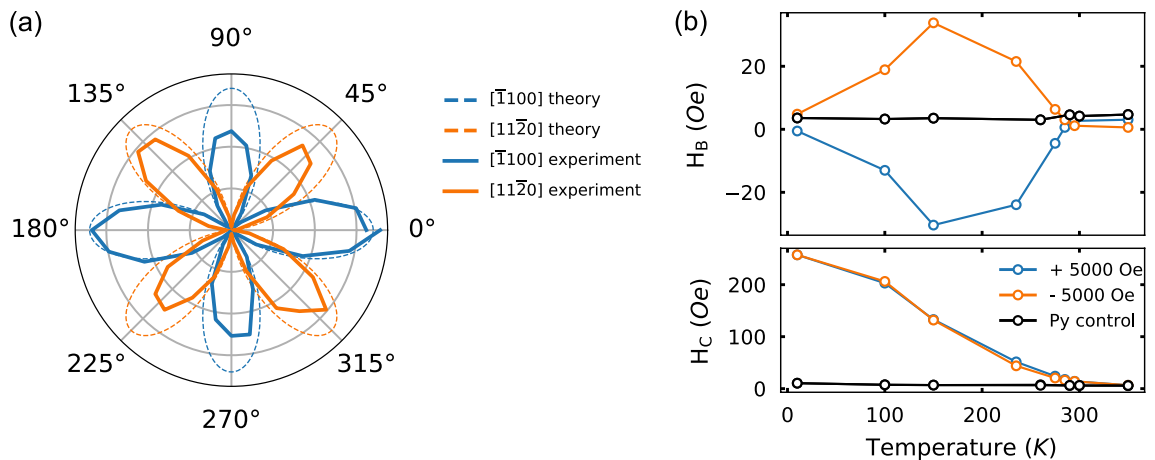 (a)
90°
135°
45°
180°
0°
225°
315°
270°
[1̅100] theory
[112̅0] theory
[1̅100] experiment
[112̅0] experiment
(b)
H_B (Oe)
20
0
−20
H_C (Oe)
200
100
0
+ 5000 Oe
- 5000 Oe
Py control
0
100
200
300
Temperature (K)